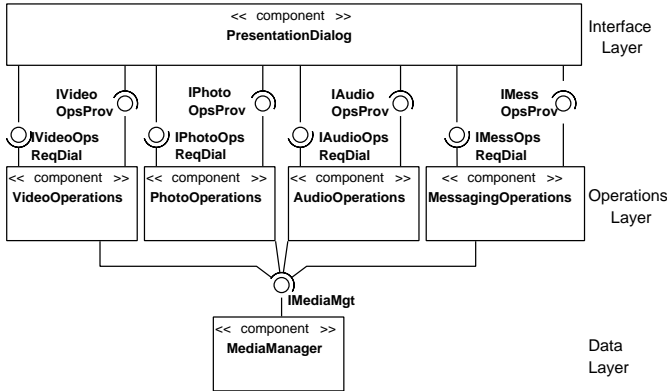 << component >>
PresentationDialog
Interface
Layer
IVideo
OpsProv
IPhoto
OpsProv
IAudio
OpsProv
IMess
OpsProv
IVideoOps
ReqDial
IPhotoOps
ReqDial
IAudioOps
ReqDial
IMessOps
ReqDial
<< component >>
VideoOperations
<< component >>
PhotoOperations
<< component >>
AudioOperations
<< component >>
MessagingOperations
Operations
Layer
IMediaMgt
<< component >>
MediaManager
Data
Layer